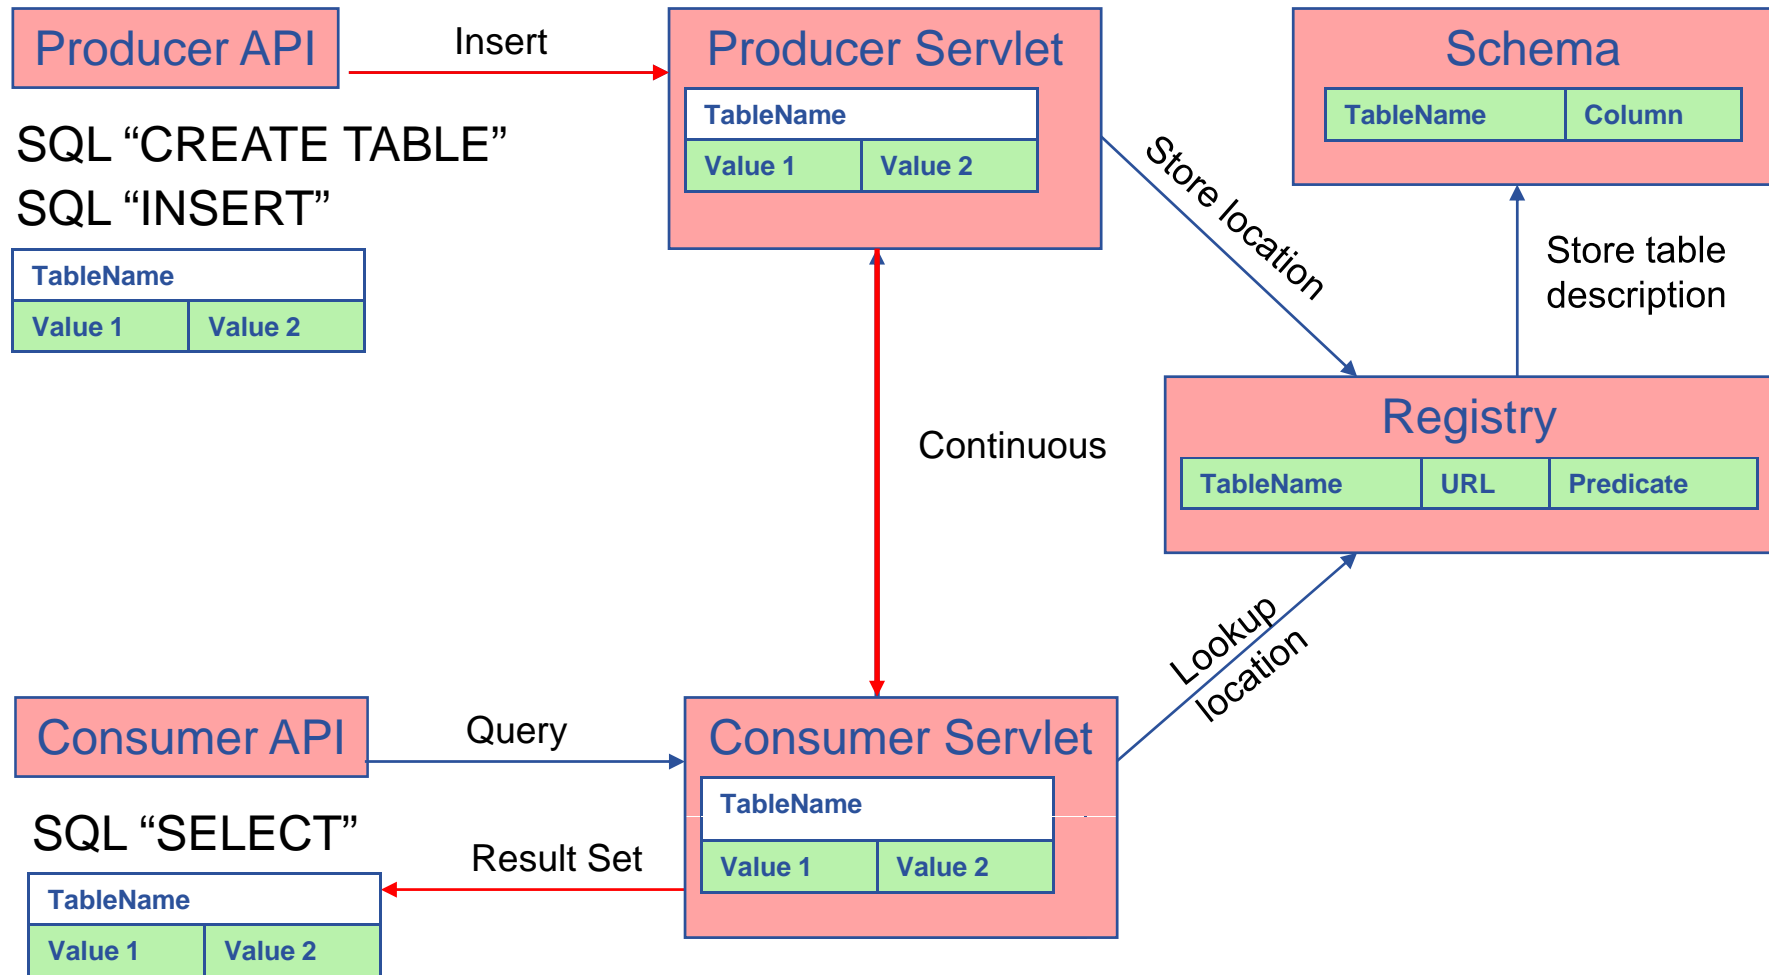 Producer API
Insert
Producer Servlet
TableName
Value 1 Value 2
Schema
TableName Column
SQL “CREATE TABLE”
SQL “INSERT”
TableName
Value 1 Value 2
Store location
Store table
description
Continuous
Registry
TableName URL Predicate
Lookup
location
Consumer API
Query
Consumer Servlet
TableName
Value 1 Value 2
SQL “SELECT”
Result Set
TableName
Value 1 Value 2